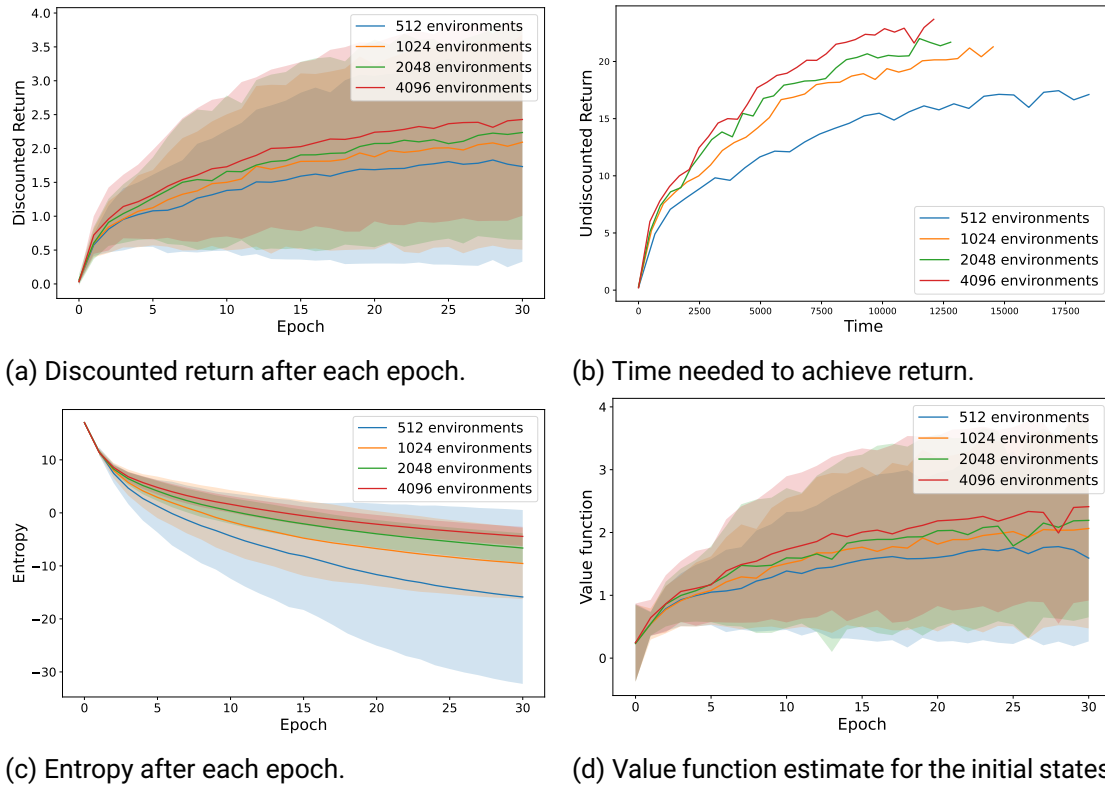 4.0
3.5
3.0
2.5
2.0
1.5
1.0
0.5
0.0
Discounted Return
512 environments
1024 environments
2048 environments
4096 environments
0 5 10 15 20 25 30
Epoch
(a) Discounted return after each epoch.
20
15
10
5
0
Undiscounted Return
512 environments
1024 environments
2048 environments
4096 environments
0 2500 5000 7500 10000 12500 15000 17500
Time
(b) Time needed to achieve return.
10
0
−10
−20
−30
Entropy
512 environments
1024 environments
2048 environments
4096 environments
0 5 10 15 20 25 30
Epoch
(c) Entropy after each epoch.
4
3
2
1
0
Value function
512 environments
1024 environments
2048 environments
4096 environments
0 5 10 15 20 25 30
Epoch
(d) Value function estimate for the initial states